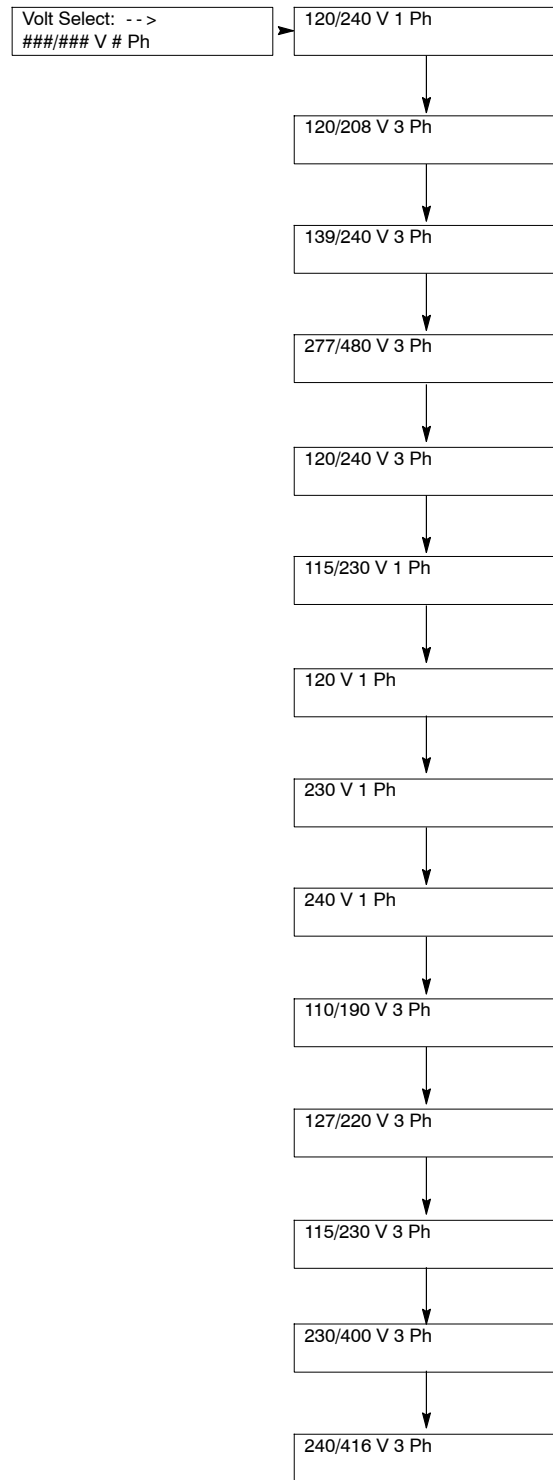 Volt Select: - - >
###/### V # Ph
120/240 V 1 Ph
120/208 V 3 Ph
139/240 V 3 Ph
277/480 V 3 Ph
120/240 V 3 Ph
115/230 V 1 Ph
120 V 1 Ph
230 V 1 Ph
240 V 1 Ph
110/190 V 3 Ph
127/220 V 3 Ph
115/230 V 3 Ph
230/400 V 3 Ph
240/416 V 3 Ph